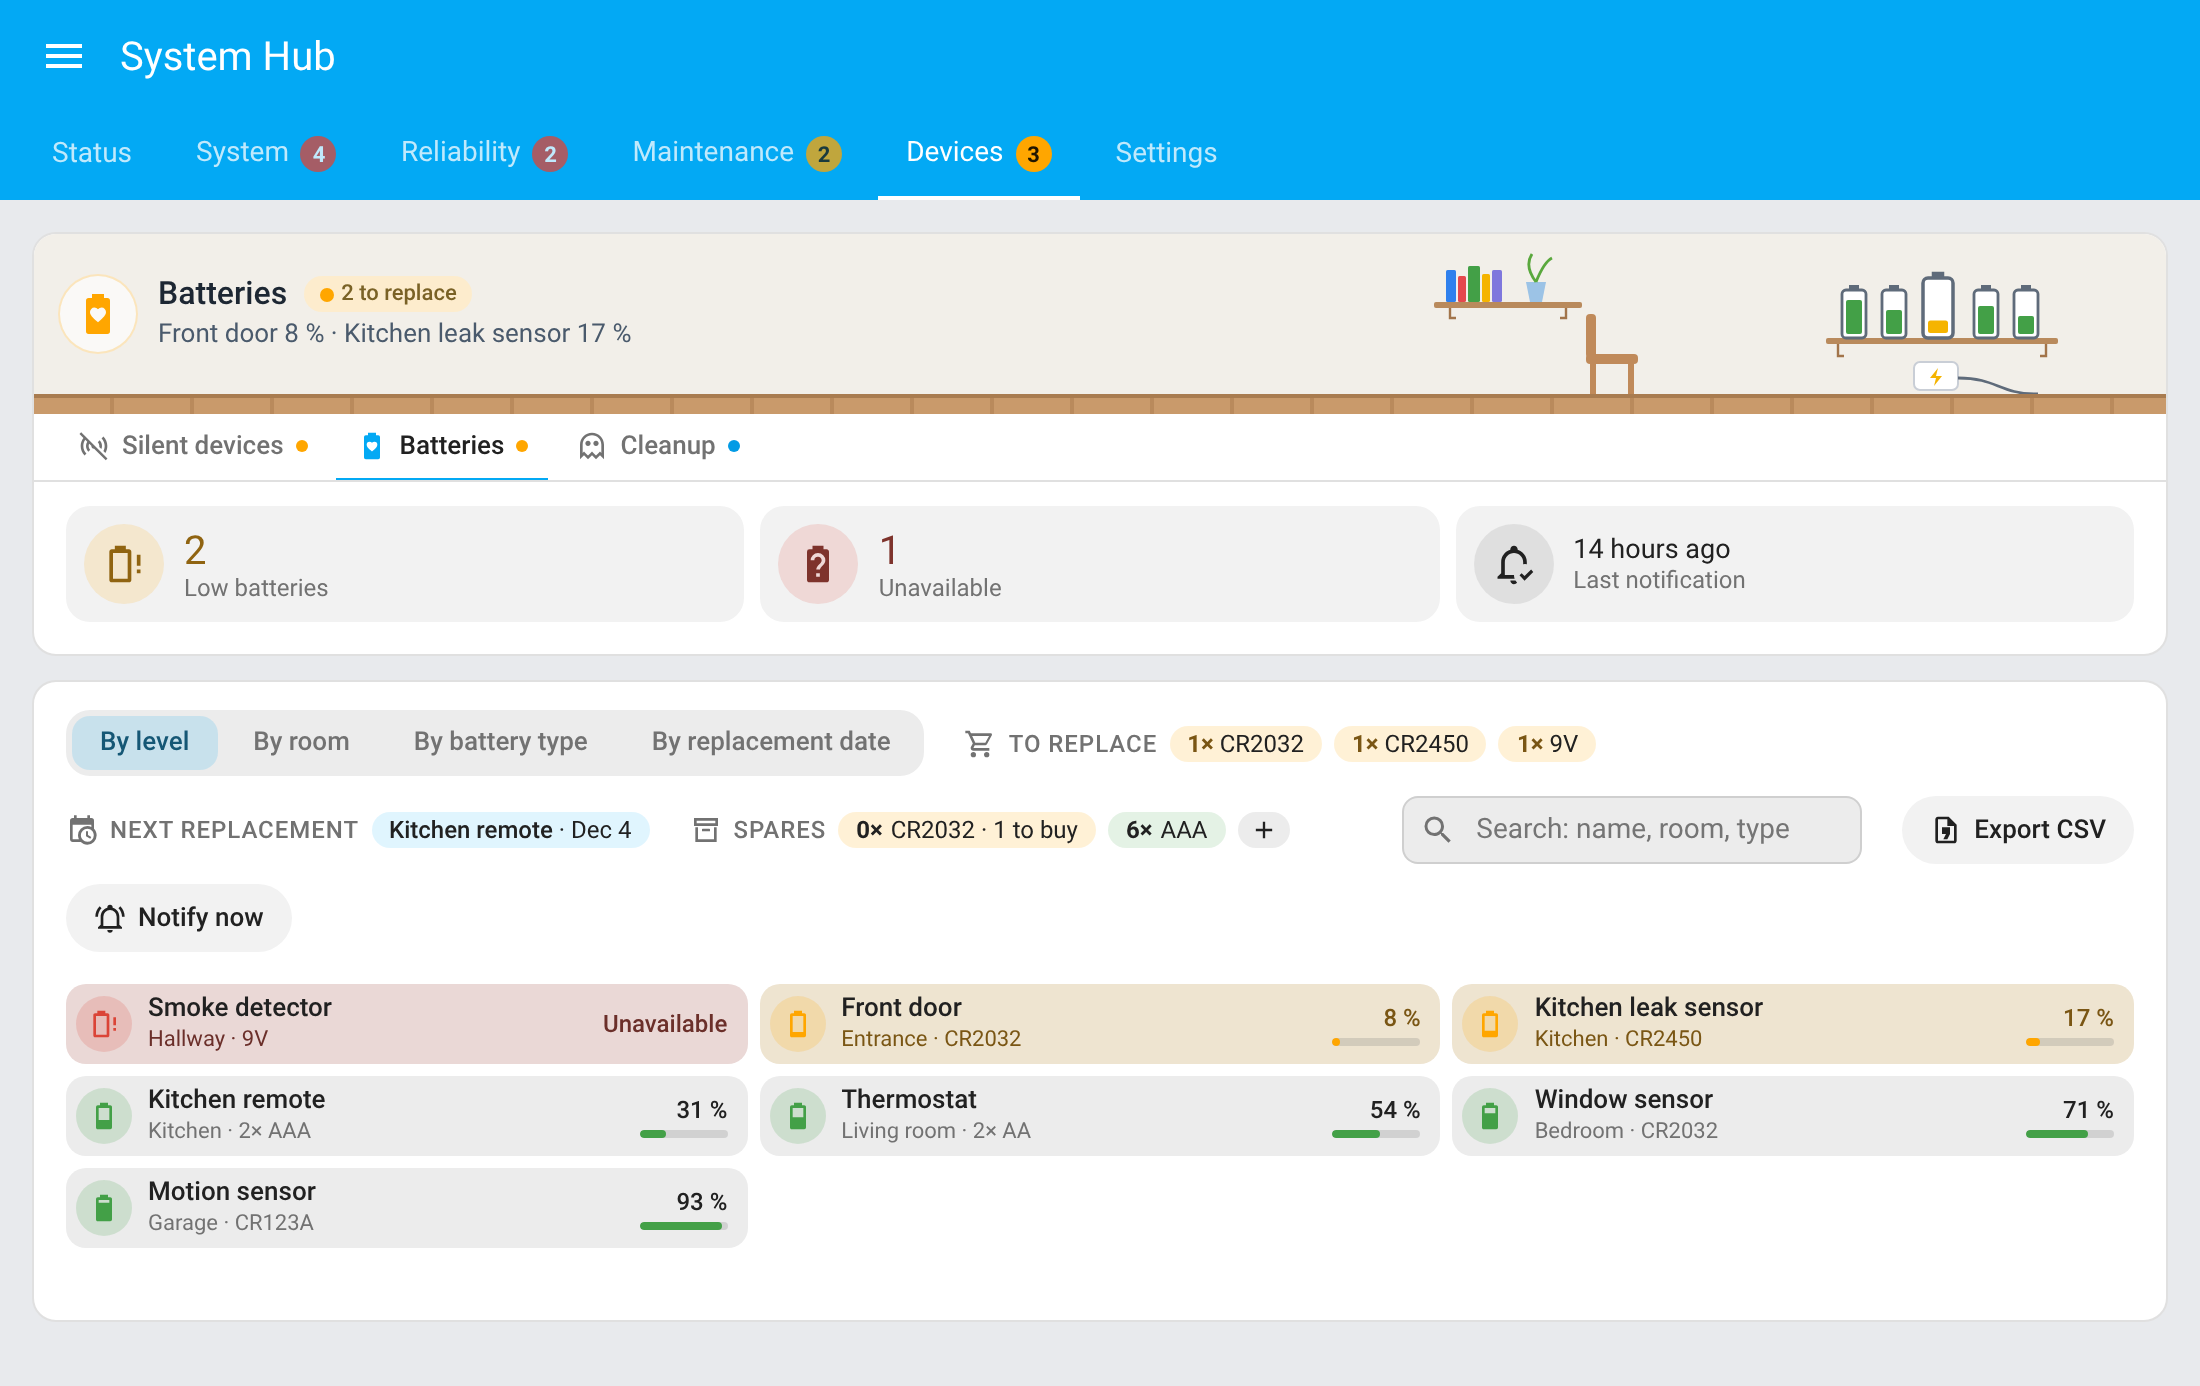 System Hub
Status
System 4
Reliability 2
Maintenance 2
Devices 3
Settings
Batteries
2 to replace
Front door 8 % · Kitchen leak sensor 17 %
Silent devices
Batteries
Cleanup
2
Low batteries
1
Unavailable
14 hours ago
Last notification
By level
By room
By battery type
By replacement date
TO REPLACE
1× CR2032
1× CR2450
1× 9V
NEXT REPLACEMENT
Kitchen remote · Dec 4
SPARES
0× CR2032 · 1 to buy
6× AAA
+
Search: name, room, type
Export CSV
Notify now
Smoke detector
Hallway · 9V
Unavailable
Front door
Entrance · CR2032
8 %
Kitchen leak sensor
Kitchen · CR2450
17 %
Kitchen remote
Kitchen · 2× AAA
31 %
Thermostat
Living room · 2× AA
54 %
Window sensor
Bedroom · CR2032
71 %
Motion sensor
Garage · CR123A
93 %